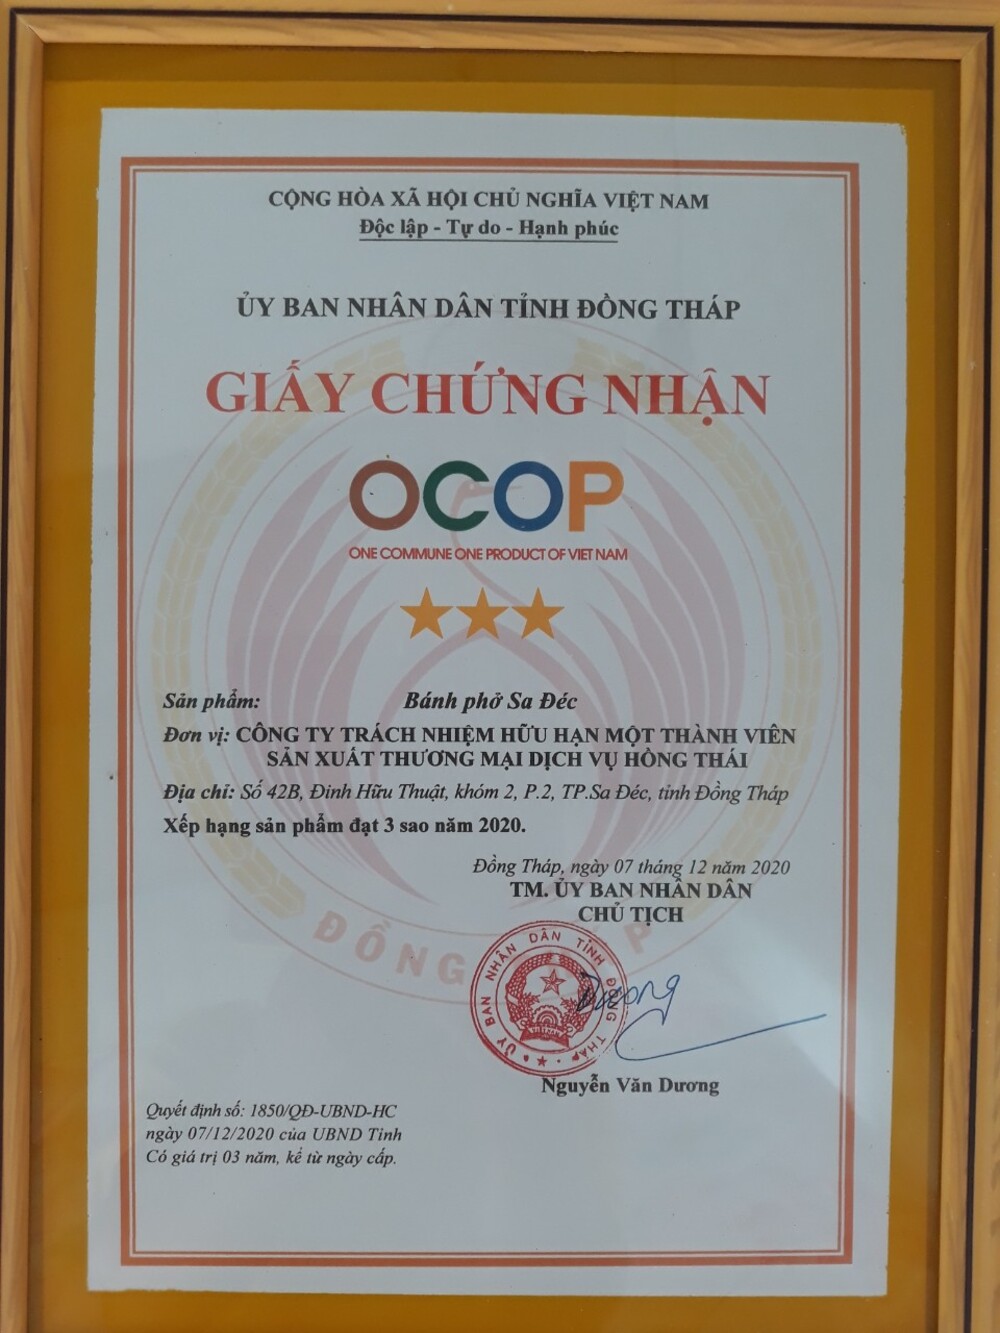 CỘNG HÒA XÃ HỘI CHỦ NGHĨA VIỆT NAM
Độc lập - Tự do - Hạnh phúc
ỦY BAN NHÂN DÂN TỈNH ĐỒNG THÁP
GIẤY CHỨNG NHẬN
OCOP
ONE COMMUNE ONE PRODUCT OF VIET NAM
Sản phẩm: Bánh phở Sa Đéc
Đơn vị: CÔNG TY TRÁCH NHIỆM HỮU HẠN MỘT THÀNH VIÊN
SẢN XUẤT THƯƠNG MẠI DỊCH VỤ HỒNG THÁI
Địa chỉ: Số 42B, Đinh Hữu Thuật, khóm 2, P.2, TP.Sa Đéc, tỉnh Đồng Tháp
Xếp hạng sản phẩm đạt 3 sao năm 2020.
Đồng Tháp, ngày 07 tháng 12 năm 2020
TM. ỦY BAN NHÂN DÂN
CHỦ TỊCH
ĐỒNG THÁP
ỦY BAN NHÂN DÂN TỈNH ĐỒNG THÁP
VIỆT NAM
Dương
Nguyễn Văn Dương
Quyết định số: 1850/QĐ-UBND-HC
ngày 07/12/2020 của UBND Tỉnh
Có giá trị 03 năm, kể từ ngày cấp.